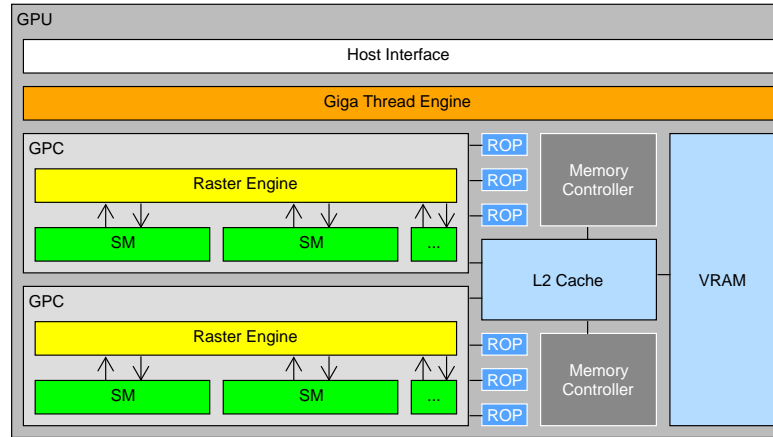 GPU
Host Interface
Giga Thread Engine
GPC
Raster Engine
SM
SM
...
ROP
ROP
ROP
Memory
Controller
L2 Cache
VRAM
GPC
Raster Engine
SM
SM
...
ROP
ROP
ROP
Memory
Controller